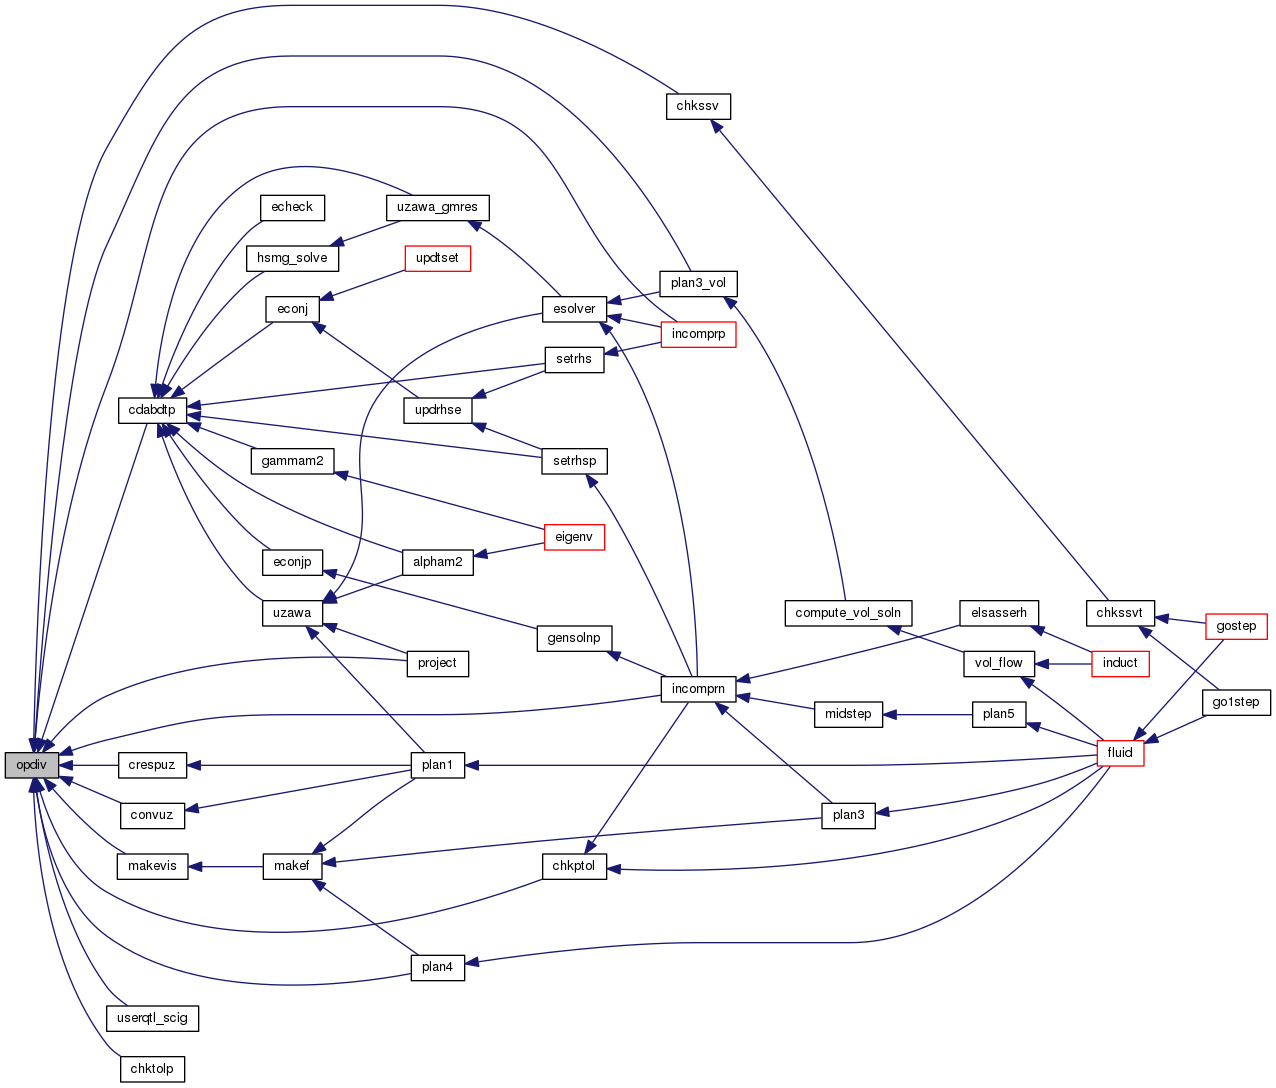 chkssv
echeck
uzawa_gmres
hsmg_solve
updtset
plan3_vol
econj
esolver
incomprp
setrhs
cdabdtp
updrhse
gammam2
setrhsp
eigenv
econjp
alpham2
uzawa
compute_vol_soln
elsasserh
chkssvt
gostep
gensolnp
project
vol_flow
induct
incomprn
go1step
midstep
plan5
opdiv
crespuz
plan1
fluid
convuz
plan3
makevis
makef
chkptol
plan4
userqtl_scig
chktolp